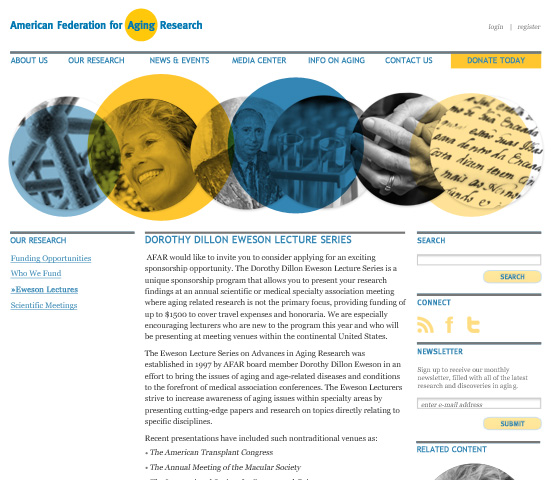 American Federation for Aging Research
login | register
ABOUT US OUR RESEARCH NEWS & EVENTS MEDIA CENTER INFO ON AGING CONTACT US DONATE TODAY
OUR RESEARCH
Funding Opportunities
Who We Fund
»Eweson Lectures
Scientific Meetings
DOROTHY DILLON EWESON LECTURE SERIES
AFAR would like to invite you to consider applying for an exciting
sponsorship opportunity. The Dorothy Dillon Eweson Lecture Series is a
unique sponsorship program that allows you to present your research
findings at an annual scientific or medical specialty association meeting
where aging related research is not the primary focus, providing funding of
up to $1500 to cover travel expenses and honoraria. We are especially
encouraging lecturers who are new to the program this year and who will
be presenting at meeting venues within the continental United States.
The Eweson Lecture Series on Advances in Aging Research was
established in 1997 by AFAR board member Dorothy Dillon Eweson in an
effort to bring the issues of aging and age-related diseases and conditions
to the forefront of medical association conferences. The Eweson Lecturers
strive to increase awareness of aging issues within specialty areas by
presenting cutting-edge papers and research on topics directly relating to
specific disciplines.
Recent presentations have included such nontraditional venues as:
• The American Transplant Congress
• The Annual Meeting of the Macular Society
SEARCH
SEARCH
CONNECT
NEWSLETTER
Sign up to receive our monthly
newsletter, filled with all of the latest
research and discoveries in aging.
enter e-mail address
SUBMIT
RELATED CONTENT